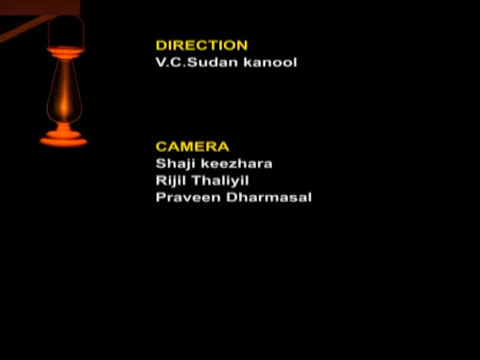 DIRECTION
V.C.Sudan kanool
CAMERA
Shaji keezhara
Rijil Thaliyil
Praveen Dharmasal